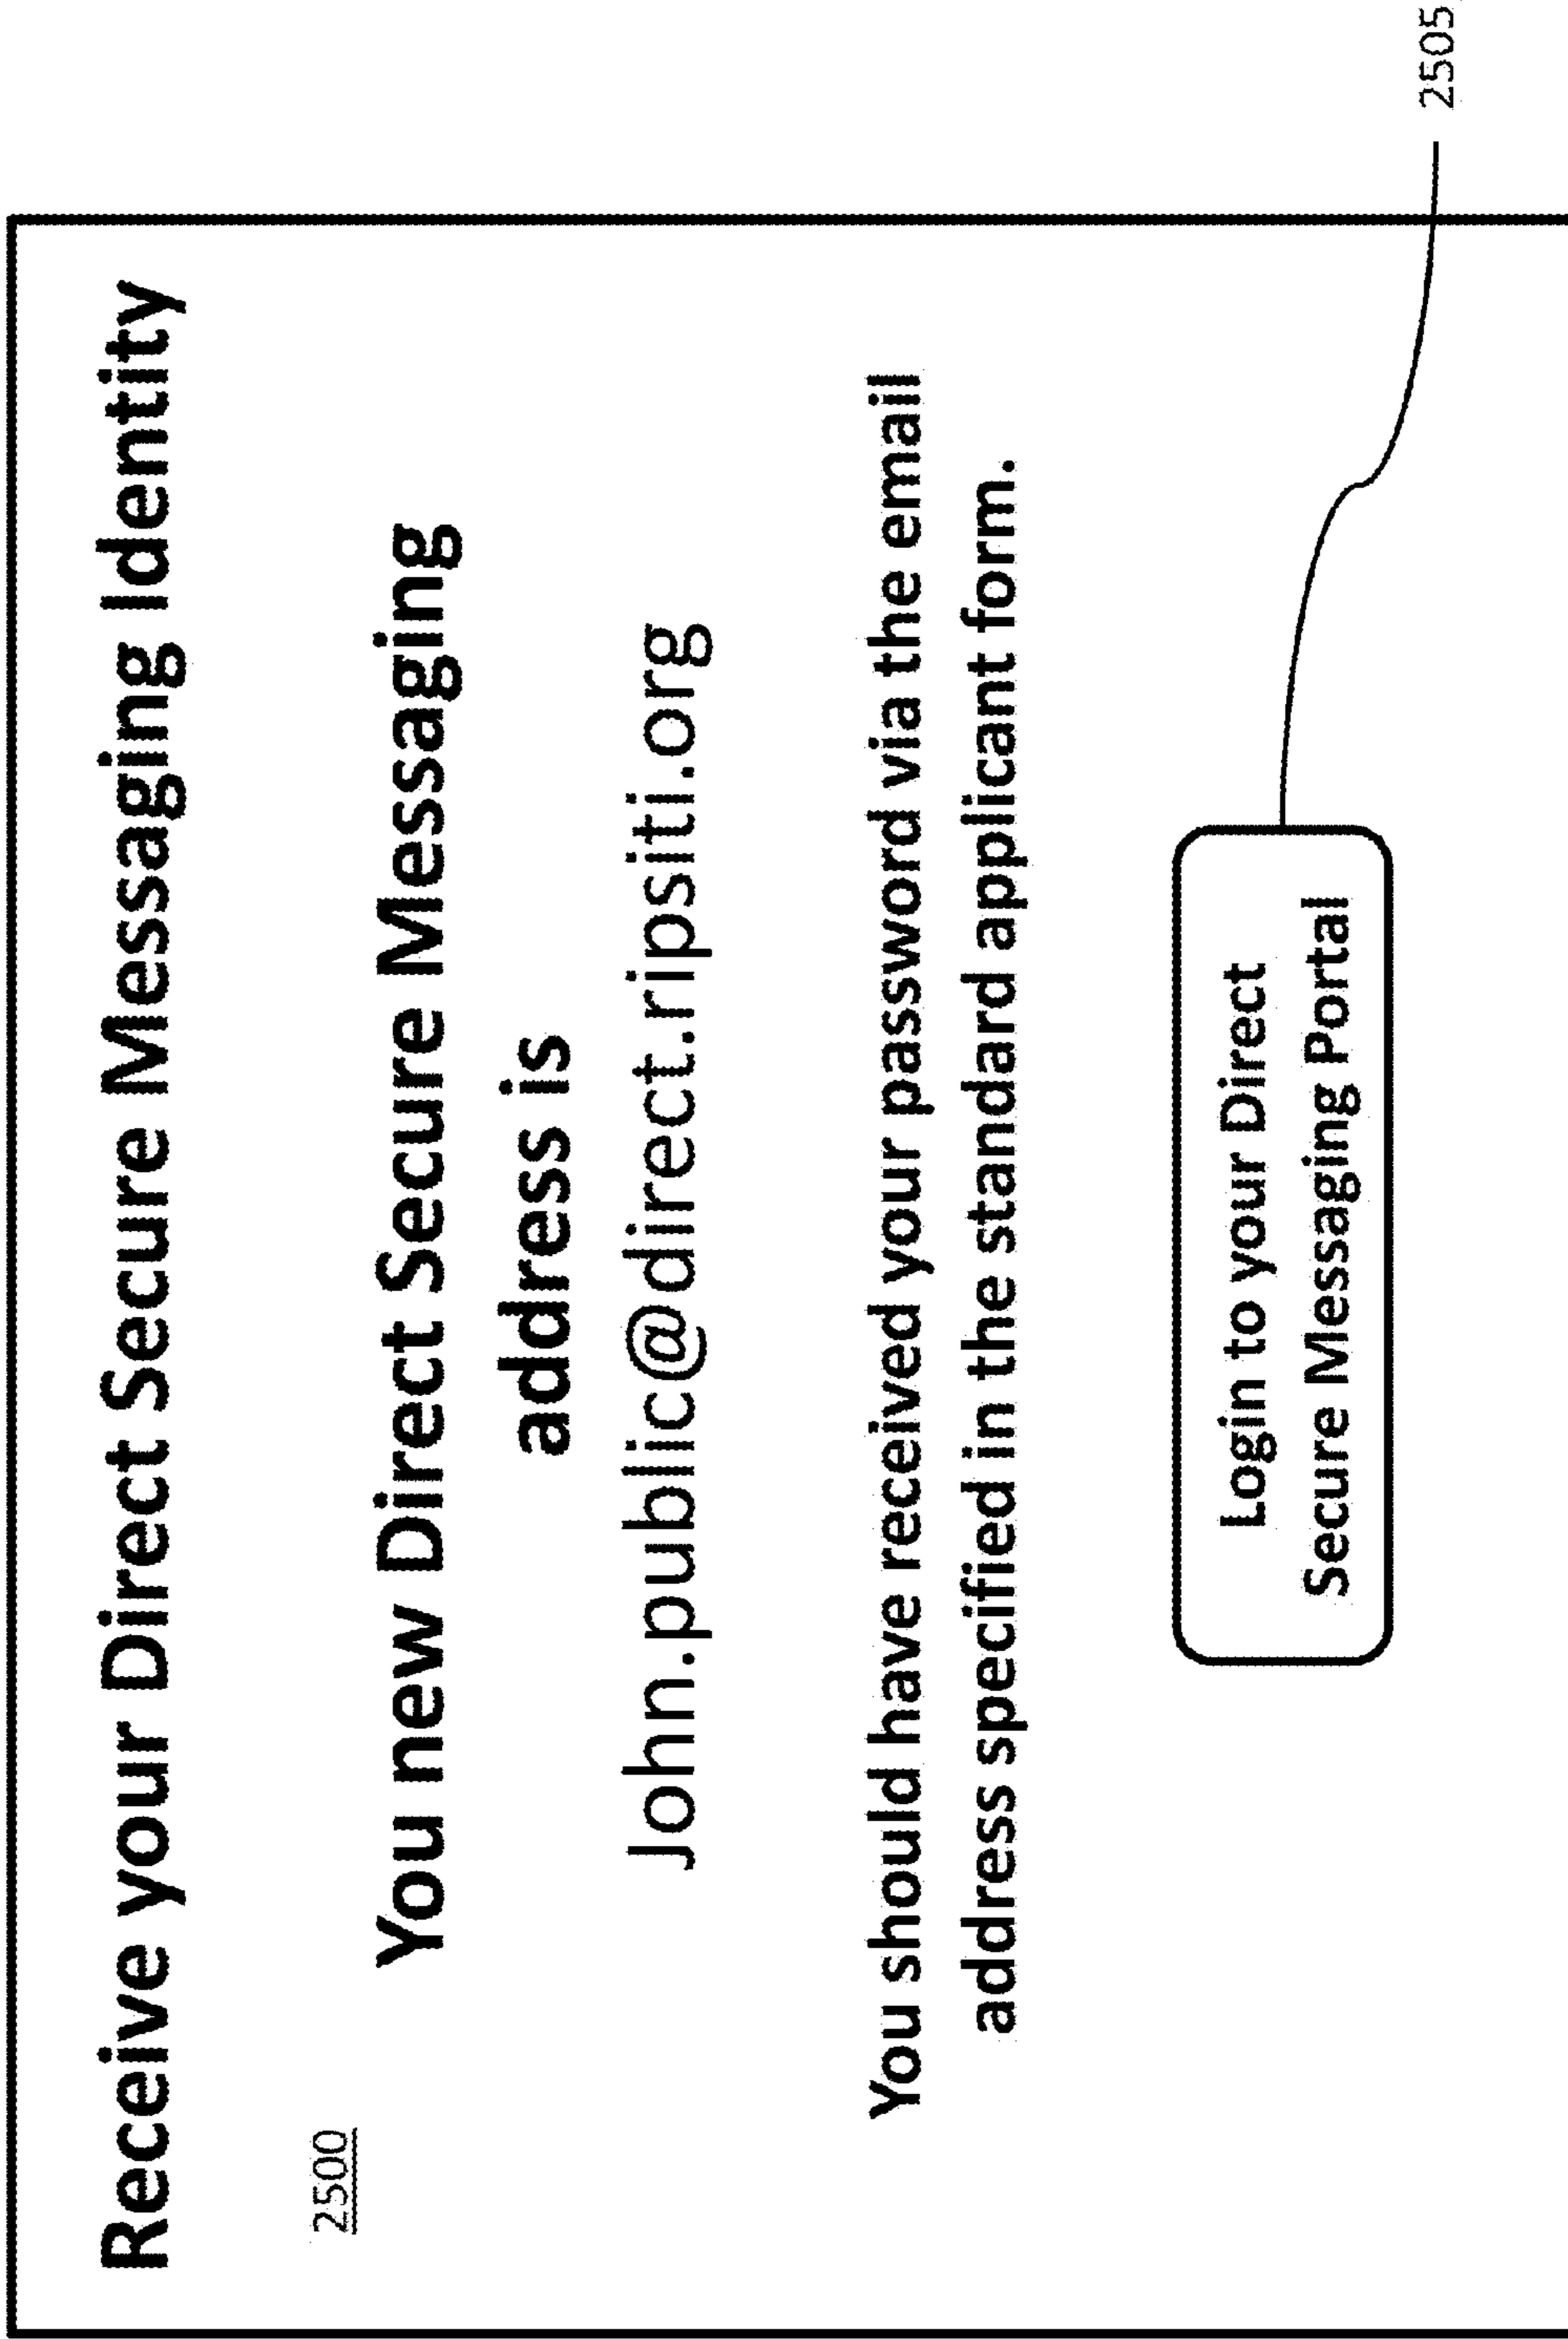 Receive your Direct Secure Messaging Identity
2500
You new Direct Secure Messaging
address is
John.public@direct.ripsiti.org
You should have received your password via the email
address specified in the standard applicant form.
Login to your Direct
Secure Messaging Portal
2505